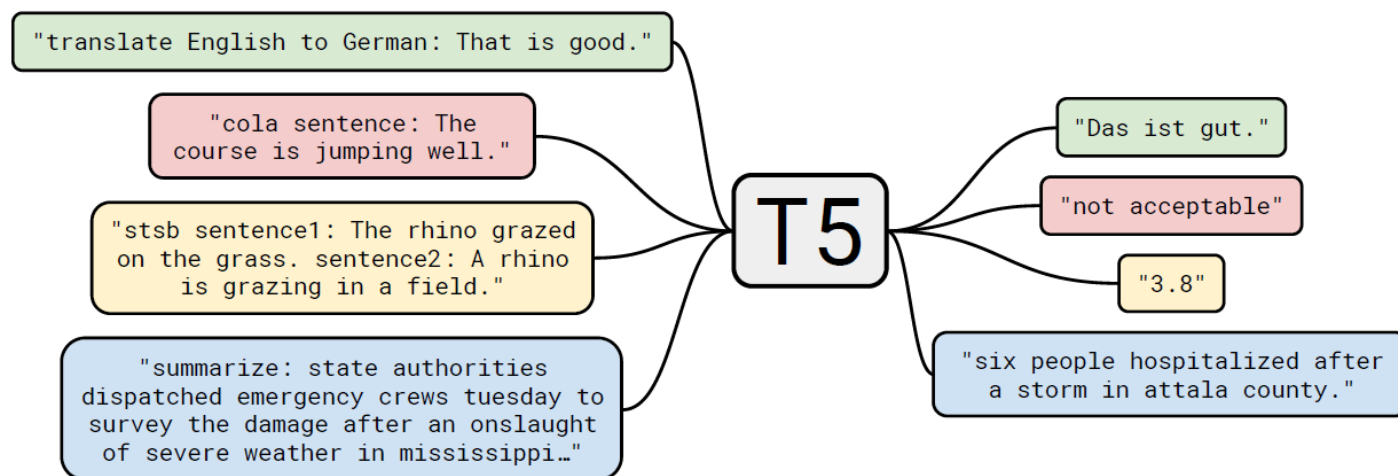 "translate English to German: That is good."
"cola sentence: The
course is jumping well."
"stsb sentence1: The rhino grazed
on the grass. sentence2: A rhino
is grazing in a field."
"summarize: state authorities
dispatched emergency crews tuesday to
survey the damage after an onslaught
of severe weather in mississippi…"
T5
"Das ist gut."
"not acceptable"
"3.8"
"six people hospitalized after
a storm in attala county."